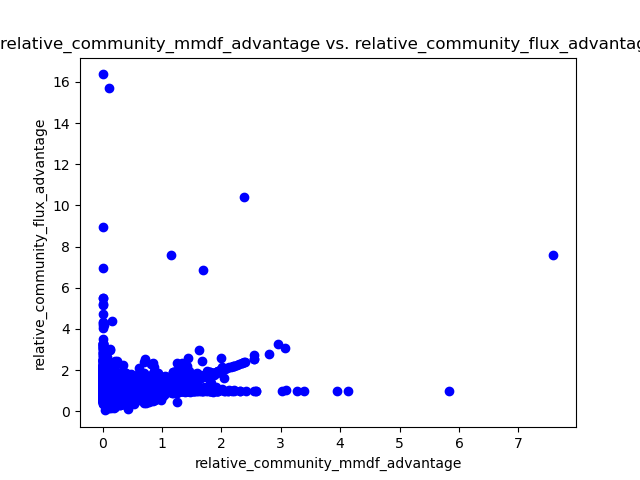 relative_community_mmdf_advantage vs. relative_community_flux_advantag
16
14
12
10
8
6
4
2
0
relative_community_flux_advantage
0 1 2 3 4 5 6 7
relative_community_mmdf_advantage